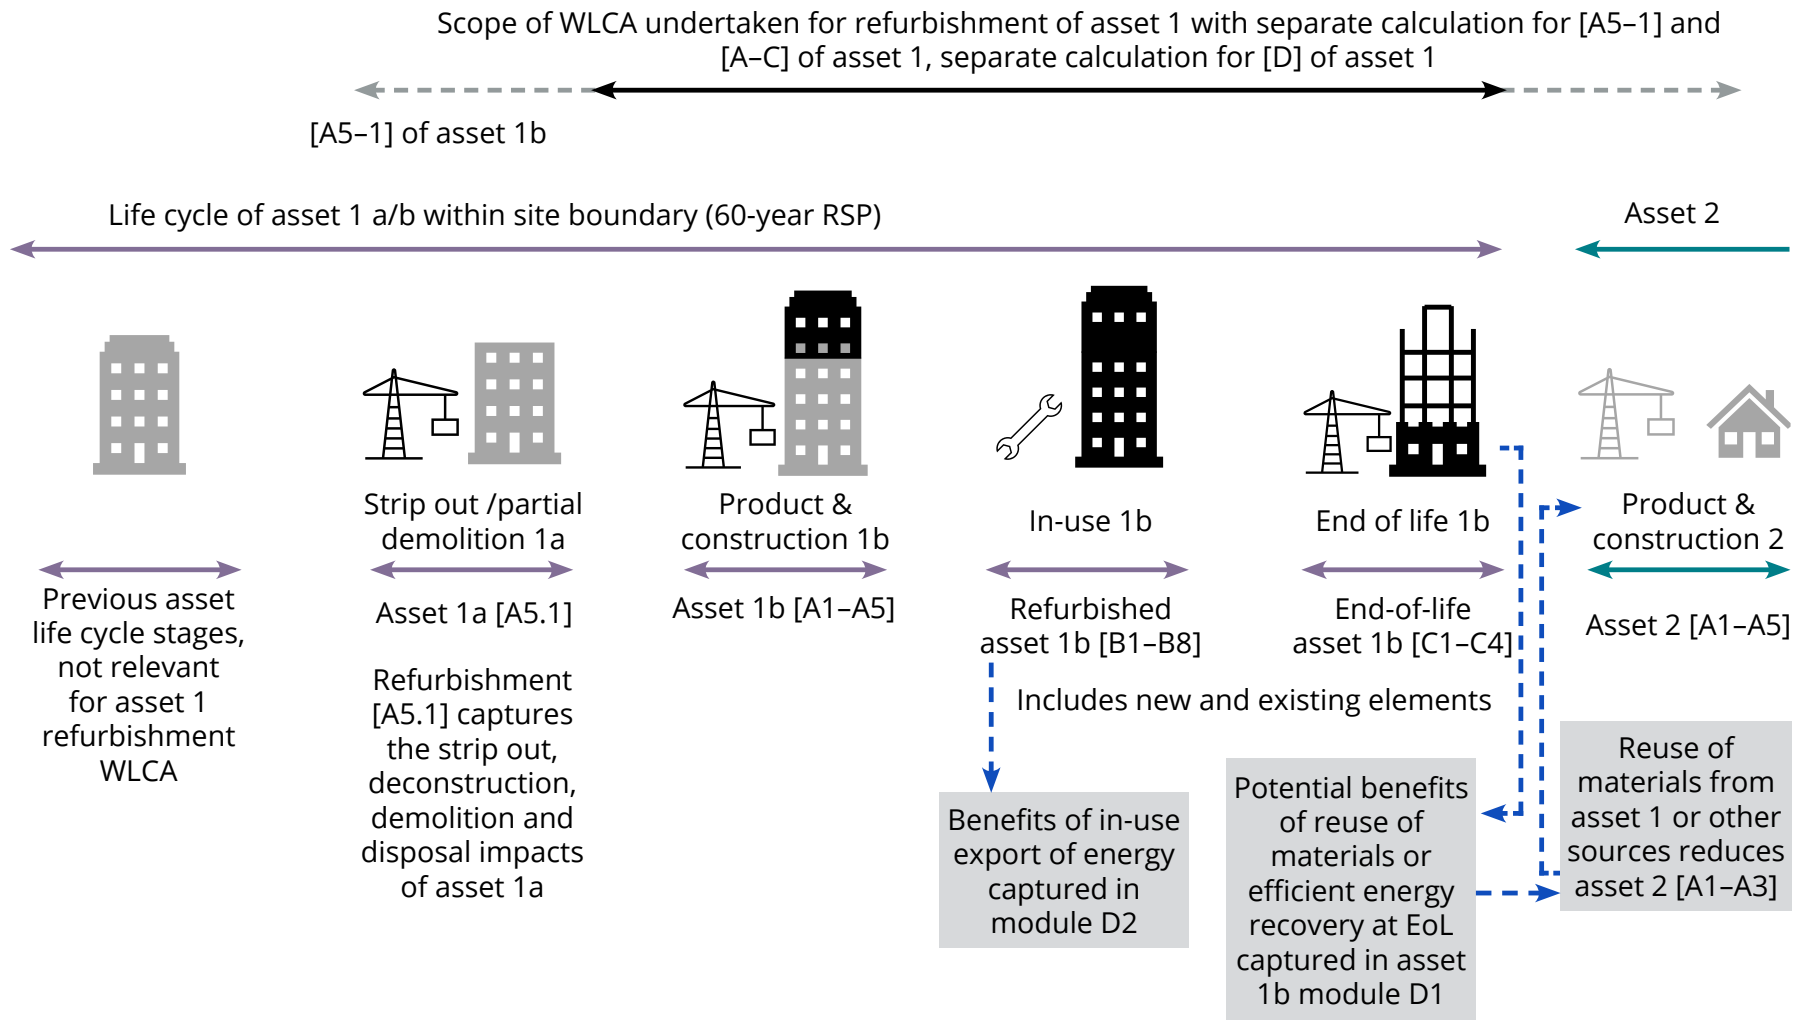 Scope of WLCA undertaken for refurbishment of asset 1 with separate calculation for [A5–1] and
[A–C] of asset 1, separate calculation for [D] of asset 1
[A5–1] of asset 1b
Life cycle of asset 1 a/b within site boundary (60-year RSP)
Asset 2
Previous asset
life cycle stages,
not relevant
for asset 1
refurbishment
WLCA
Strip out /partial
demolition 1a
Asset 1a [A5.1]
Refurbishment
[A5.1] captures
the strip out,
deconstruction,
demolition and
disposal impacts
of asset 1a
Product &
construction 1b
Asset 1b [A1–A5]
In-use 1b
Refurbished
asset 1b [B1–B8]
End of life 1b
End-of-life
asset 1b [C1–C4]
Includes new and existing elements
Benefits of in-use
export of energy
captured in
module D2
Potential benefits
of reuse of
materials or
efficient energy
recovery at EoL
captured in asset
1b module D1
Product &
construction 2
Asset 2 [A1–A5]
Reuse of
materials from
asset 1 or other
sources reduces
asset 2 [A1–A3]